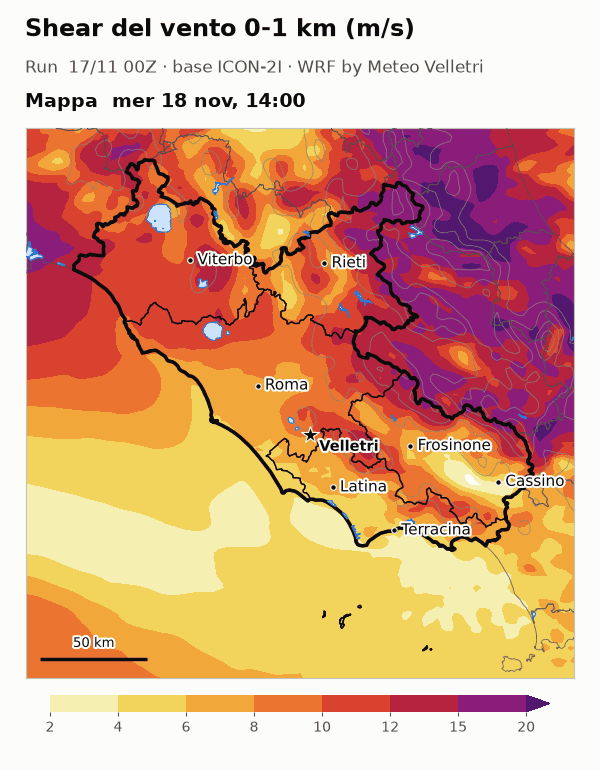 Shear del vento 0-1 km (m/s)
Run 17/11 00Z · base ICON-2I · WRF by Meteo Velletri
Mappa mer 18 nov, 14:00
Viterbo
Rieti
Roma
Velletri
Frosinone
Cassino
Latina
Terracina
50 km
2 4 6 8 10 12 15 20